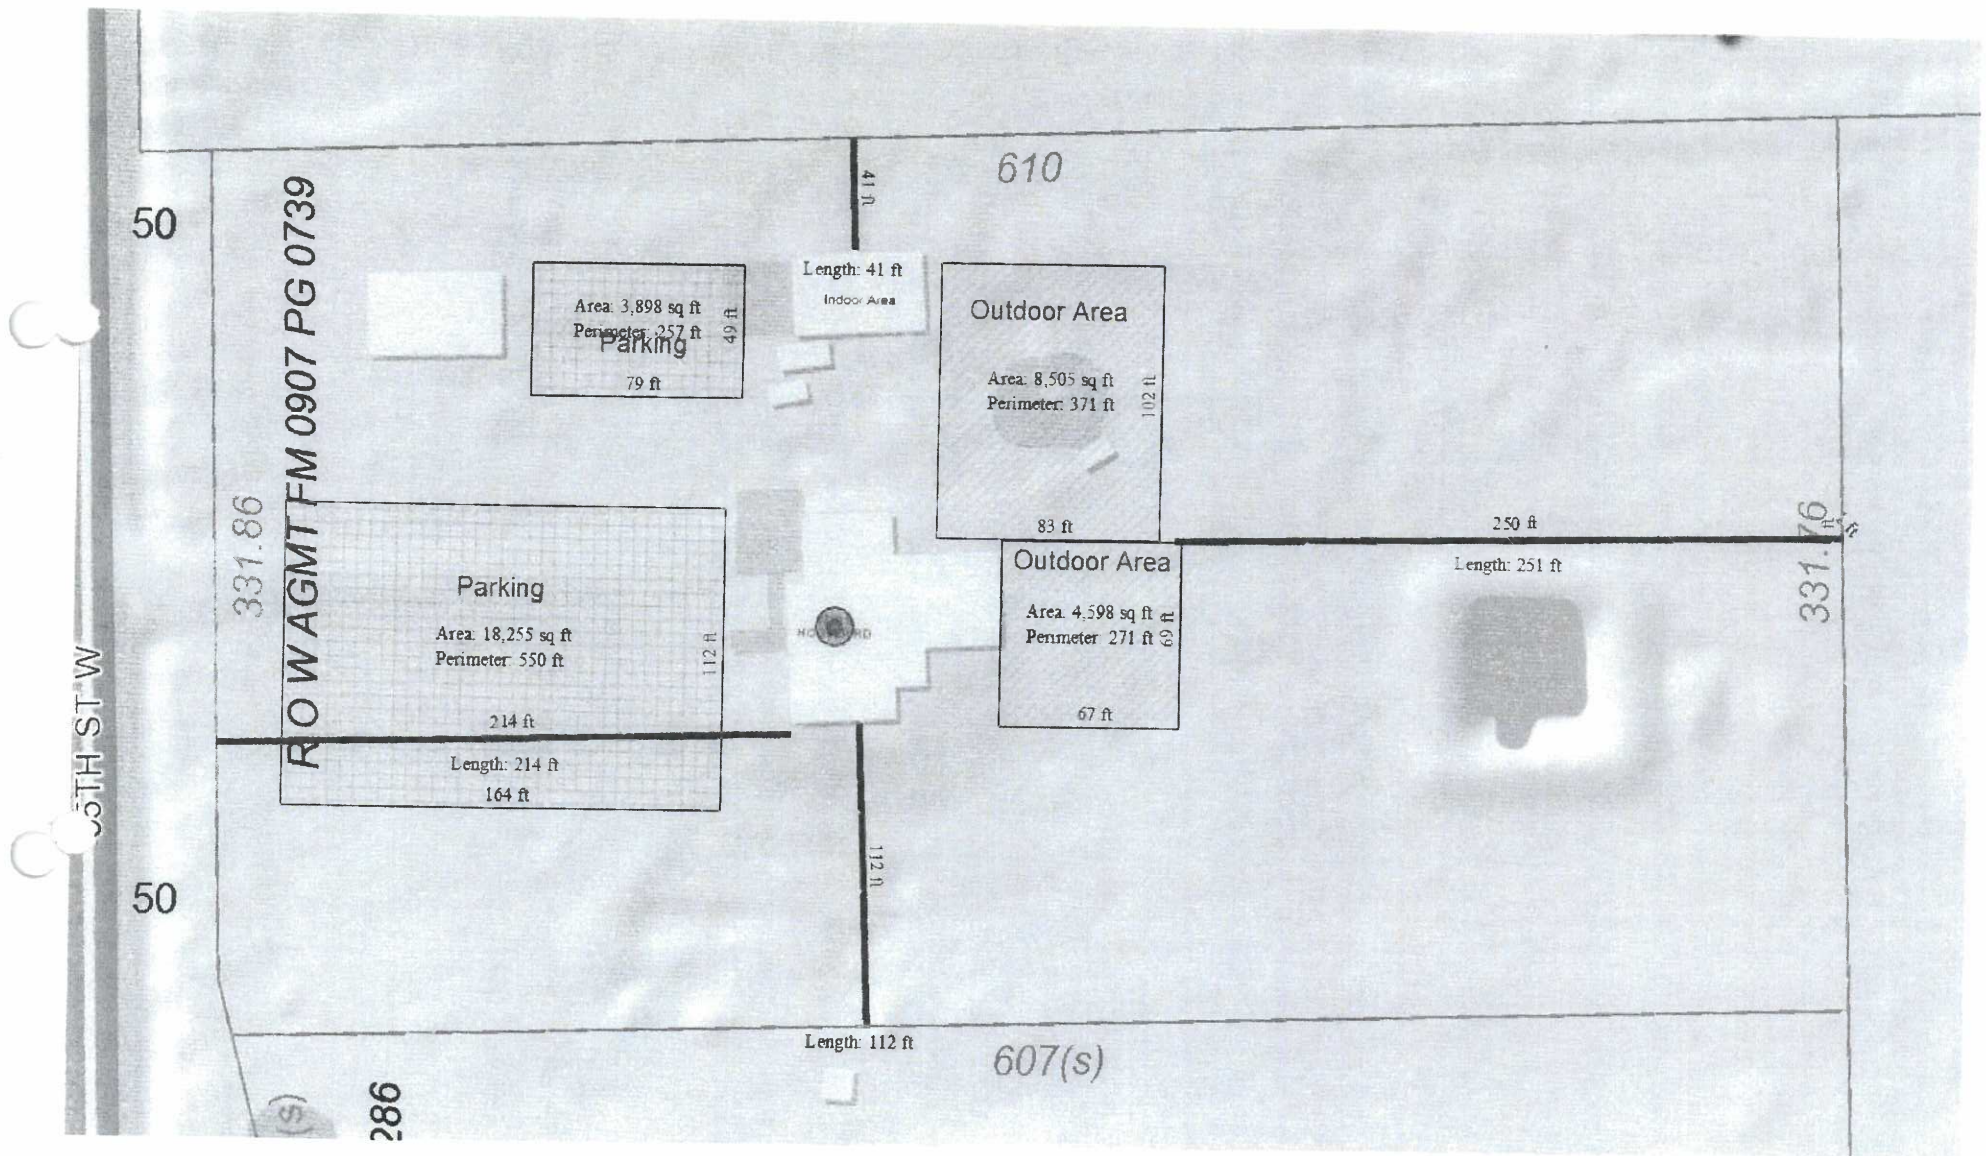 610
50
41 ft
R O W AGMT FM 0907 PG 0739
Length: 41 ft
Indoor Area
Area: 3,898 sq ft
Perimeter: 257 ft
Parking
49 ft
79 ft
Outdoor Area
Area: 8,505 sq ft
Perimeter: 371 ft
102 ft
83 ft
331.86
250 ft
Length: 251 ft
331.76
ft
ft
Outdoor Area
Area: 4,598 sq ft
Perimeter: 271 ft
69 ft
67 ft
Parking
Area: 18,255 sq ft
Perimeter: 550 ft
112 ft
214 ft
Length: 214 ft
164 ft
5TH ST W
112 ft
50
Length: 112 ft
607(s)
(s)
286